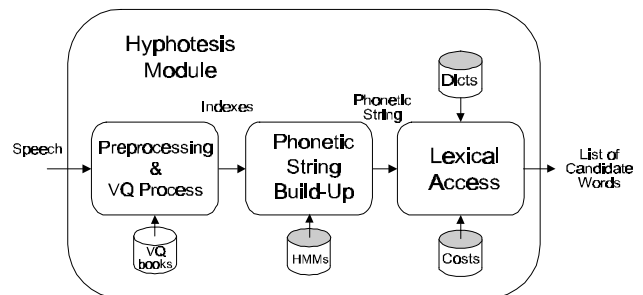 Hyphotesis
Module
Dicts
Indexes
Phonetic
String
Speech
Preprocessing
&
VQ Process
Phonetic
String
Build-Up
Lexical
Access
List of
Candidate
Words
VQ
books
HMMs
Costs